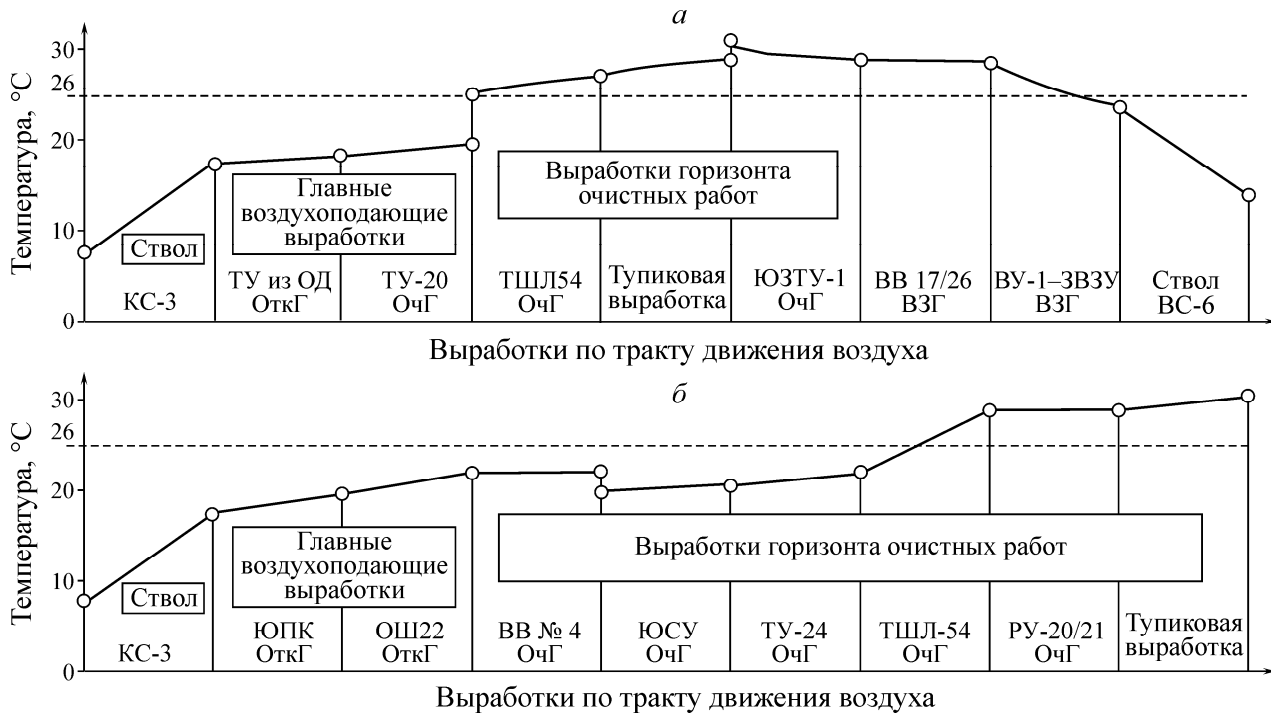 а
Температура, °С
30
26
20
10
0
Ствол
Главные
воздухоподающие
выработки
Выработки горизонта
очистных работ
КС-3
ТУ из ОД
ОткГ
ТУ-20
ОчГ
ТШЛ54
ОчГ
Тупиковая
выработка
ЮЗТУ-1
ОчГ
ВВ 17/26
ВЗГ
ВУ-1–ЗВЗУ
ВЗГ
Ствол
ВС-6
Выработки по тракту движения воздуха
б
Температура, °С
30
26
20
10
0
Ствол
Главные
воздухоподающие
выработки
Выработки горизонта очистных работ
КС-3
ЮПК
ОткГ
ОШ22
ОткГ
ВВ № 4
ОчГ
ЮСУ
ОчГ
ТУ-24
ОчГ
ТШЛ-54
ОчГ
РУ-20/21
ОчГ
Тупиковая
выработка
Выработки по тракту движения воздуха